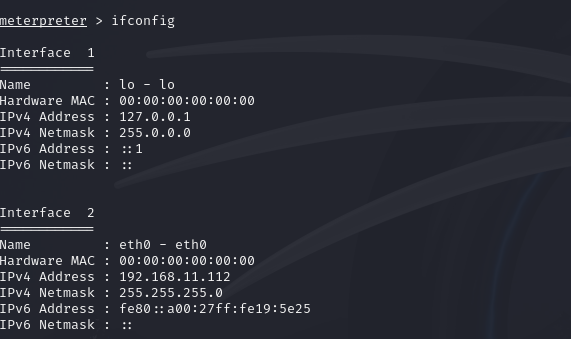 meterpreter > ifconfig
Interface  1
============
Name         : lo - lo
Hardware MAC : 00:00:00:00:00:00
IPv4 Address : 127.0.0.1
IPv4 Netmask : 255.0.0.0
IPv6 Address : ::1
IPv6 Netmask : ::
Interface  2
============
Name         : eth0 - eth0
Hardware MAC : 00:00:00:00:00:00
IPv4 Address : 192.168.11.112
IPv4 Netmask : 255.255.255.0
IPv6 Address : fe80::a00:27ff:fe19:5e25
IPv6 Netmask : ::